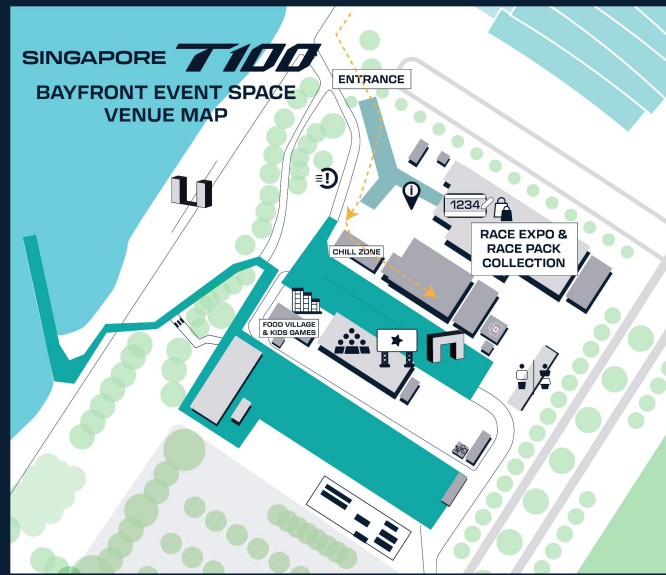 SINGAPORE T100
BAYFRONT EVENT SPACE
VENUE MAP
ENTRANCE
i
1234
RACE EXPO &
RACE PACK
COLLECTION
CHILL ZONE
FOOD VILLAGE
& KIDS GAMES